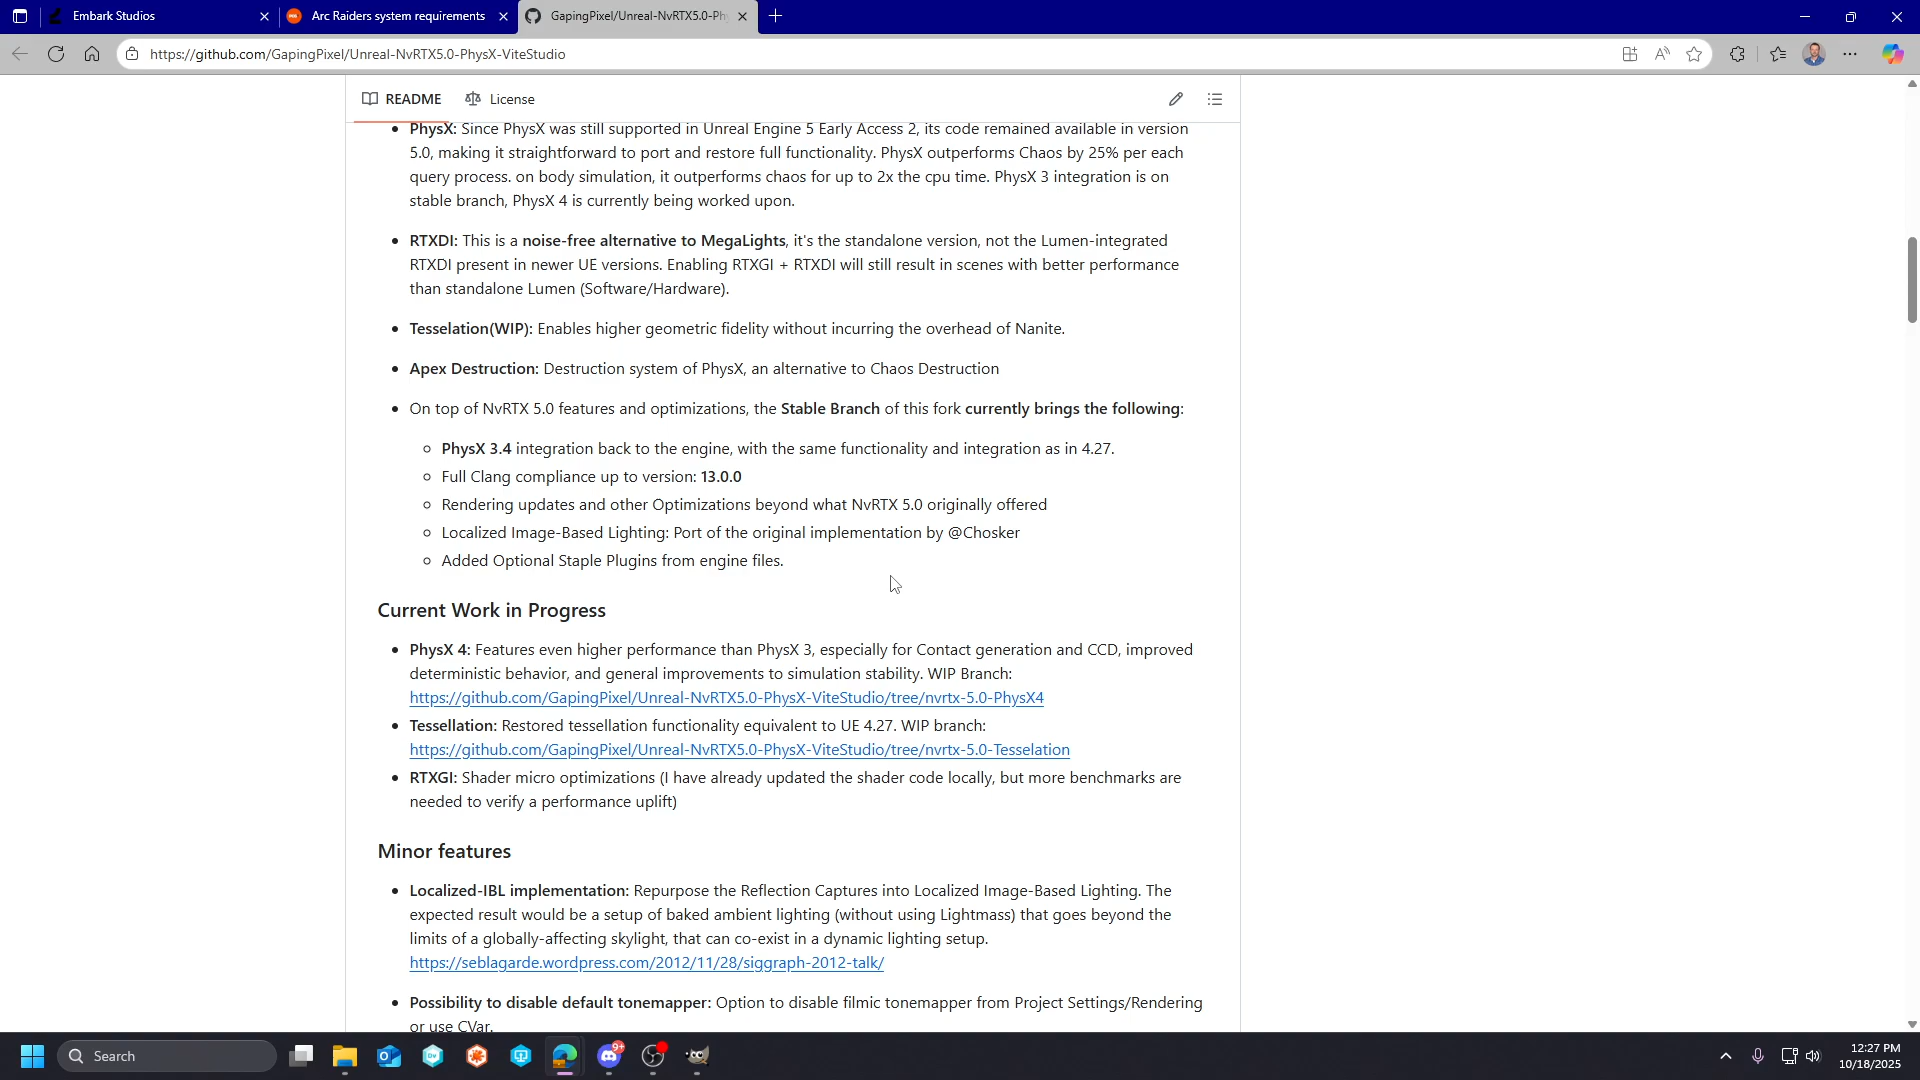 Embark Studios
Arc Raiders system requirements
GapingPixel/Unreal-NvRTX5.0-Ph
https://github.com/GapingPixel/Unreal-NvRTX5.0-PhysX-ViteStudio
README
License
PhysX: Since PhysX was still supported in Unreal Engine 5 Early Access 2, its code remained available in version
5.0, making it straightforward to port and restore full functionality. PhysX outperforms Chaos by 25% per each
query process. on body simulation, it outperforms chaos for up to 2x the cpu time. PhysX 3 integration is on
stable branch, PhysX 4 is currently being worked upon.
RTXDI: This is a noise-free alternative to MegaLights, it's the standalone version, not the Lumen-integrated
RTXDI present in newer UE versions. Enabling RTXGI + RTXDI will still result in scenes with better performance
than standalone Lumen (Software/Hardware).
Tesselation(WIP): Enables higher geometric fidelity without incurring the overhead of Nanite.
Apex Destruction: Destruction system of PhysX, an alternative to Chaos Destruction
On top of NvRTX 5.0 features and optimizations, the Stable Branch of this fork currently brings the following:
PhysX 3.4 integration back to the engine, with the same functionality and integration as in 4.27.
Full Clang compliance up to version: 13.0.0
Rendering updates and other Optimizations beyond what NvRTX 5.0 originally offered
Localized Image-Based Lighting: Port of the original implementation by @Chosker
Added Optional Staple Plugins from engine files.
Current Work in Progress
PhysX 4: Features even higher performance than PhysX 3, especially for Contact generation and CCD, improved
deterministic behavior, and general improvements to simulation stability. WIP Branch:
https://github.com/GapingPixel/Unreal-NvRTX5.0-PhysX-ViteStudio/tree/nvrtx-5.0-PhysX4
Tessellation: Restored tessellation functionality equivalent to UE 4.27. WIP branch:
https://github.com/GapingPixel/Unreal-NvRTX5.0-PhysX-ViteStudio/tree/nvrtx-5.0-Tesselation
RTXGI: Shader micro optimizations (I have already updated the shader code locally, but more benchmarks are
needed to verify a performance uplift)
Minor features
Localized-IBL implementation: Repurpose the Reflection Captures into Localized Image-Based Lighting. The
expected result would be a setup of baked ambient lighting (without using Lightmass) that goes beyond the
limits of a globally-affecting skylight, that can co-exist in a dynamic lighting setup.
https://seblagarde.wordpress.com/2012/11/28/siggraph-2012-talk/
Possibility to disable default tonemapper: Option to disable filmic tonemapper from Project Settings/Rendering
or use CVar.
Search
9+
12:27 PM
10/18/2025